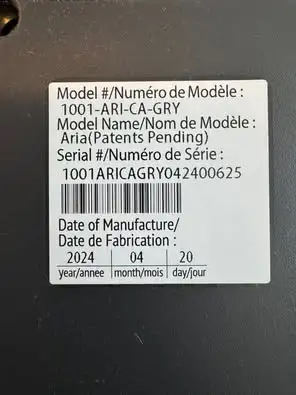 Model #/Numéro de Modèle :
1001-ARI-CA-GRY
Model Name/Nom de Modèle :
Aria(Patents Pending)
Serial #/Numéro de Série :
1001ARICAGRY042400625
Date of Manufacture/
Date de Fabrication :
2024 04 20
year/annee month/mois day/jour